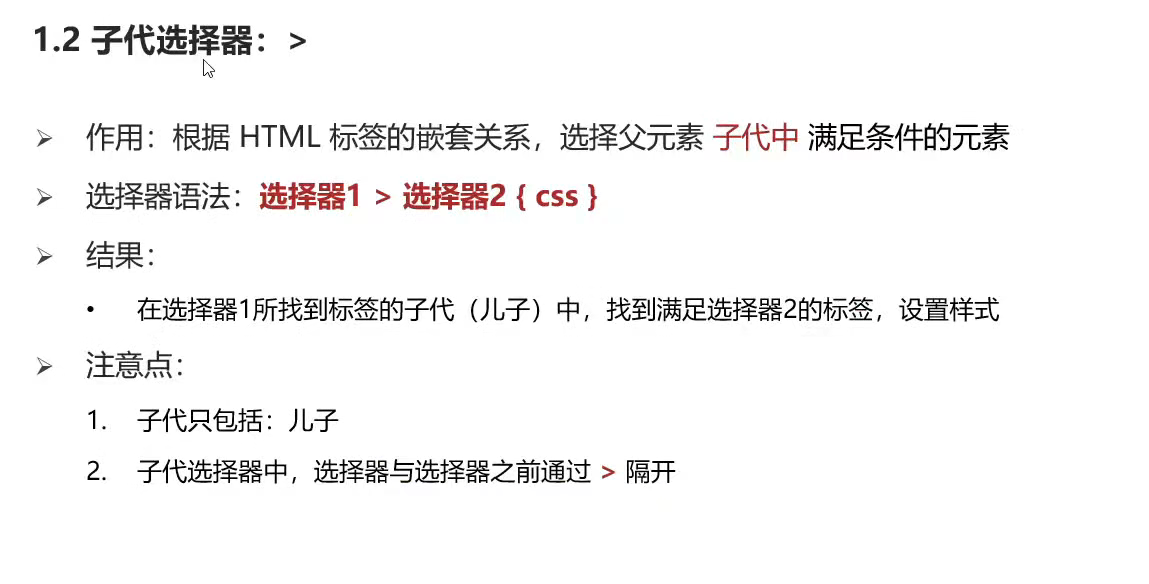 1.2 子代选择器：>
➢ 作用：根据 HTML 标签的嵌套关系，选择父元素 子代中 满足条件的元素
➢ 选择器语法：选择器1 > 选择器2 { css }
➢ 结果：
• 在选择器1所找到标签的子代（儿子）中，找到满足选择器2的标签，设置样式
➢ 注意点：
1. 子代只包括：儿子
2. 子代选择器中，选择器与选择器之前通过 > 隔开